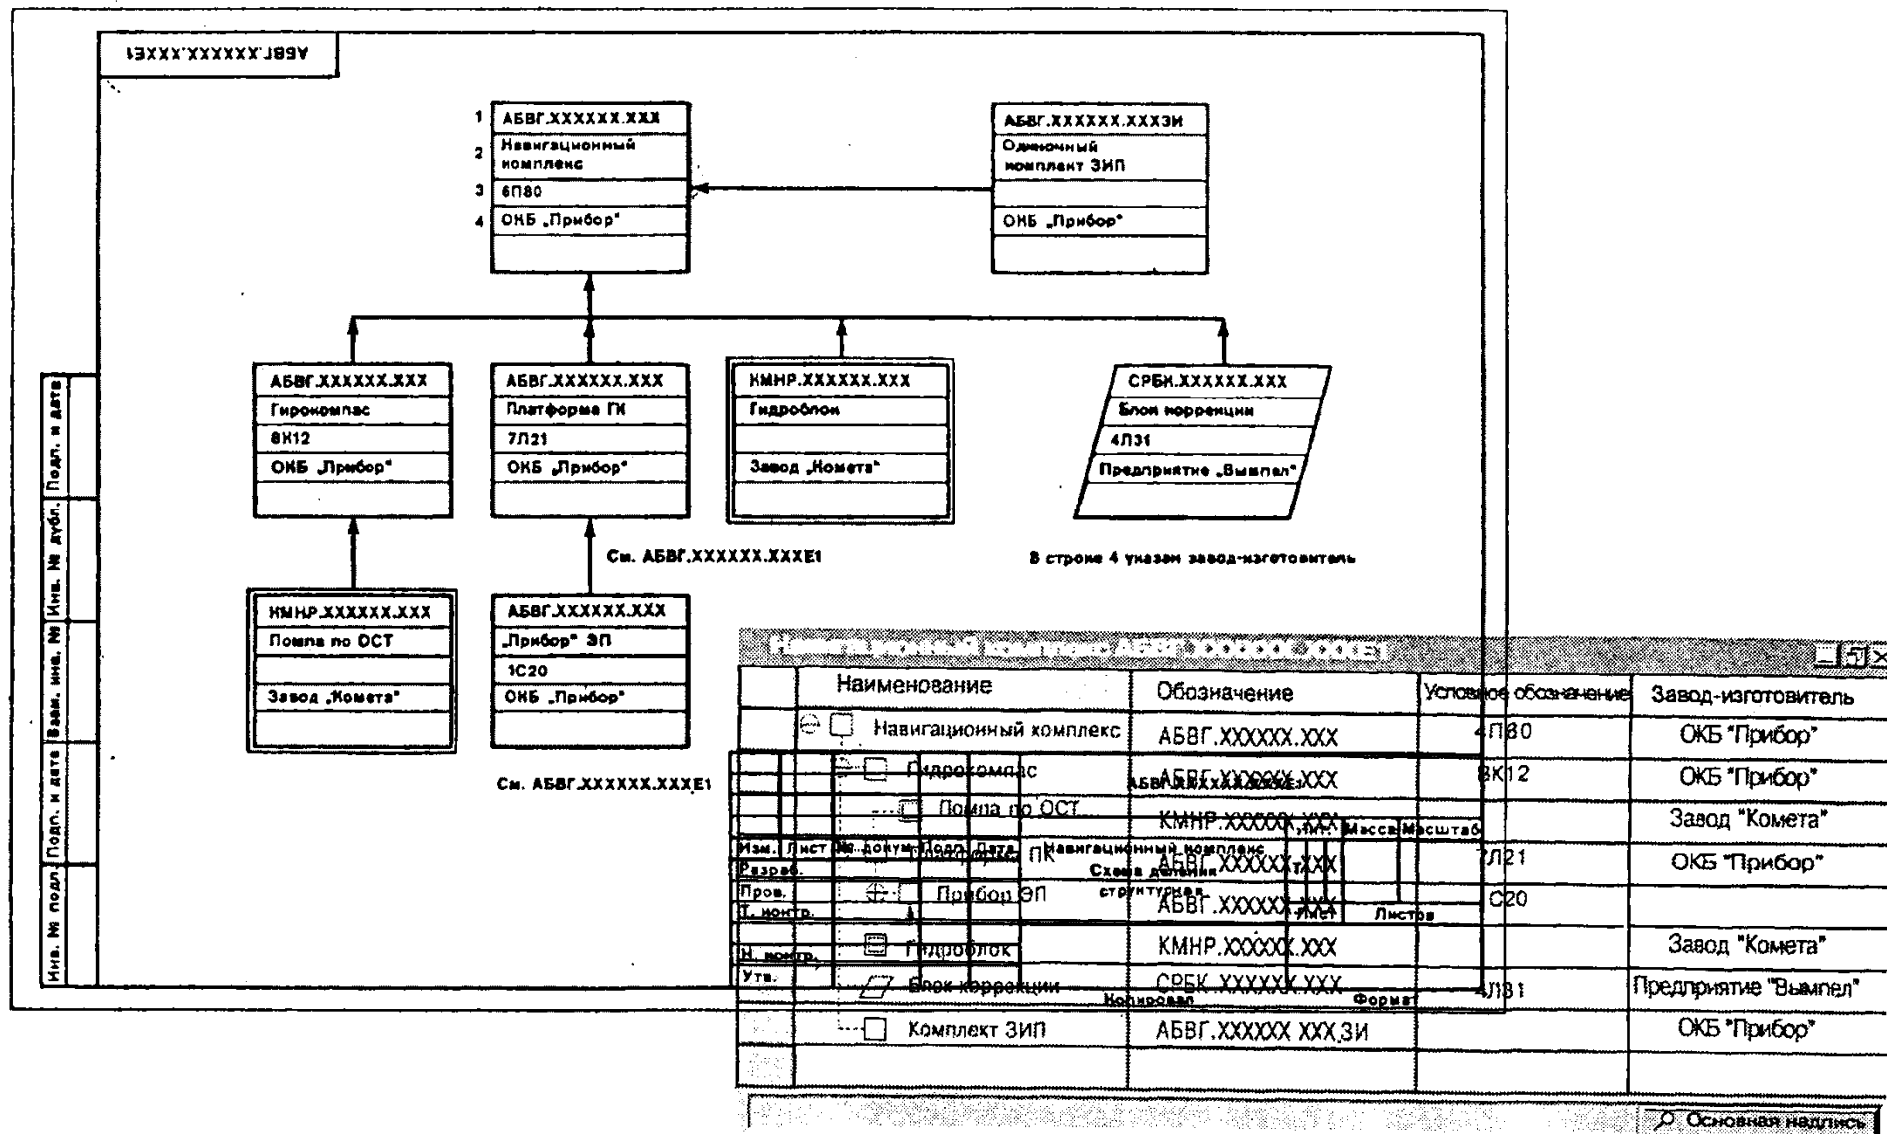 АБВГ.XXXXXX.XXXE1
1 АБВГ.XXXXXX.XXX
2 Навигационный
комплекс
3 6П80
4 ОКБ „Прибор"
АБВГ.XXXXXX.XXXЗИ
Одиночный
комплект ЗИП
ОКБ „Прибор"
АБВГ.XXXXXX.XXX
Гирокомпас
8К12
ОКБ „Прибор"
АБВГ.XXXXXX.XXX
Платформа ГК
7Л21
ОКБ „Прибор"
КМНР.XXXXXX.XXX
Гидроблок
Завод „Комета"
СРБК.XXXXXX.XXX
Блок коррекции
4Л31
Предприятие „Вымпел"
См. АБВГ.XXXXXX.XXXE1
В строке 4 указан завод-изготовитель
КМНР.XXXXXX.XXX
Помпа по ОСТ
Завод „Комета"
АБВГ.XXXXXX.XXX
„Прибор" ЭП
1С20
ОКБ „Прибор"
См. АБВГ.XXXXXX.XXXE1
Подп. и дата
Инв. № дубл.
Взам. инв. №
Подп. и дата
Инв. № подл.
Навигационный комплекс АБВГ.XXXXXX.XXXE1
Наименование Обозначение Условное обозначение Завод-изготовитель
Навигационный комплекс АБВГ.XXXXXX.XXX 4П80 ОКБ "Прибор"
Гидрокомпас АБВГ.XXXXXX.XXX 8К12 ОКБ "Прибор"
Помпа по ОСТ КМНР.XXXXXX.XXX Завод "Комета"
Платформа ПК АБВГ.XXXXXX.XXX 7Л21 ОКБ "Прибор"
Прибор ЭП АБВГ.XXXXXX.XXX С20
Гидроблок КМНР.XXXXXX.XXX Завод "Комета"
Блок коррекции СРБК.XXXXXX.XXX 4Л31 Предприятие "Вымпел"
Комплект ЗИП АБВГ.XXXXXX XXX.ЗИ ОКБ "Прибор"
Основная надпись
Изм. Лист № докум. Подп. Дата
Разраб.
Пров.
Т. контр.
Н. контр.
Утв.
Навигационный комплекс
Схема деления
структурная
Масса Масштаб
Лист Листов
Копировал Формат